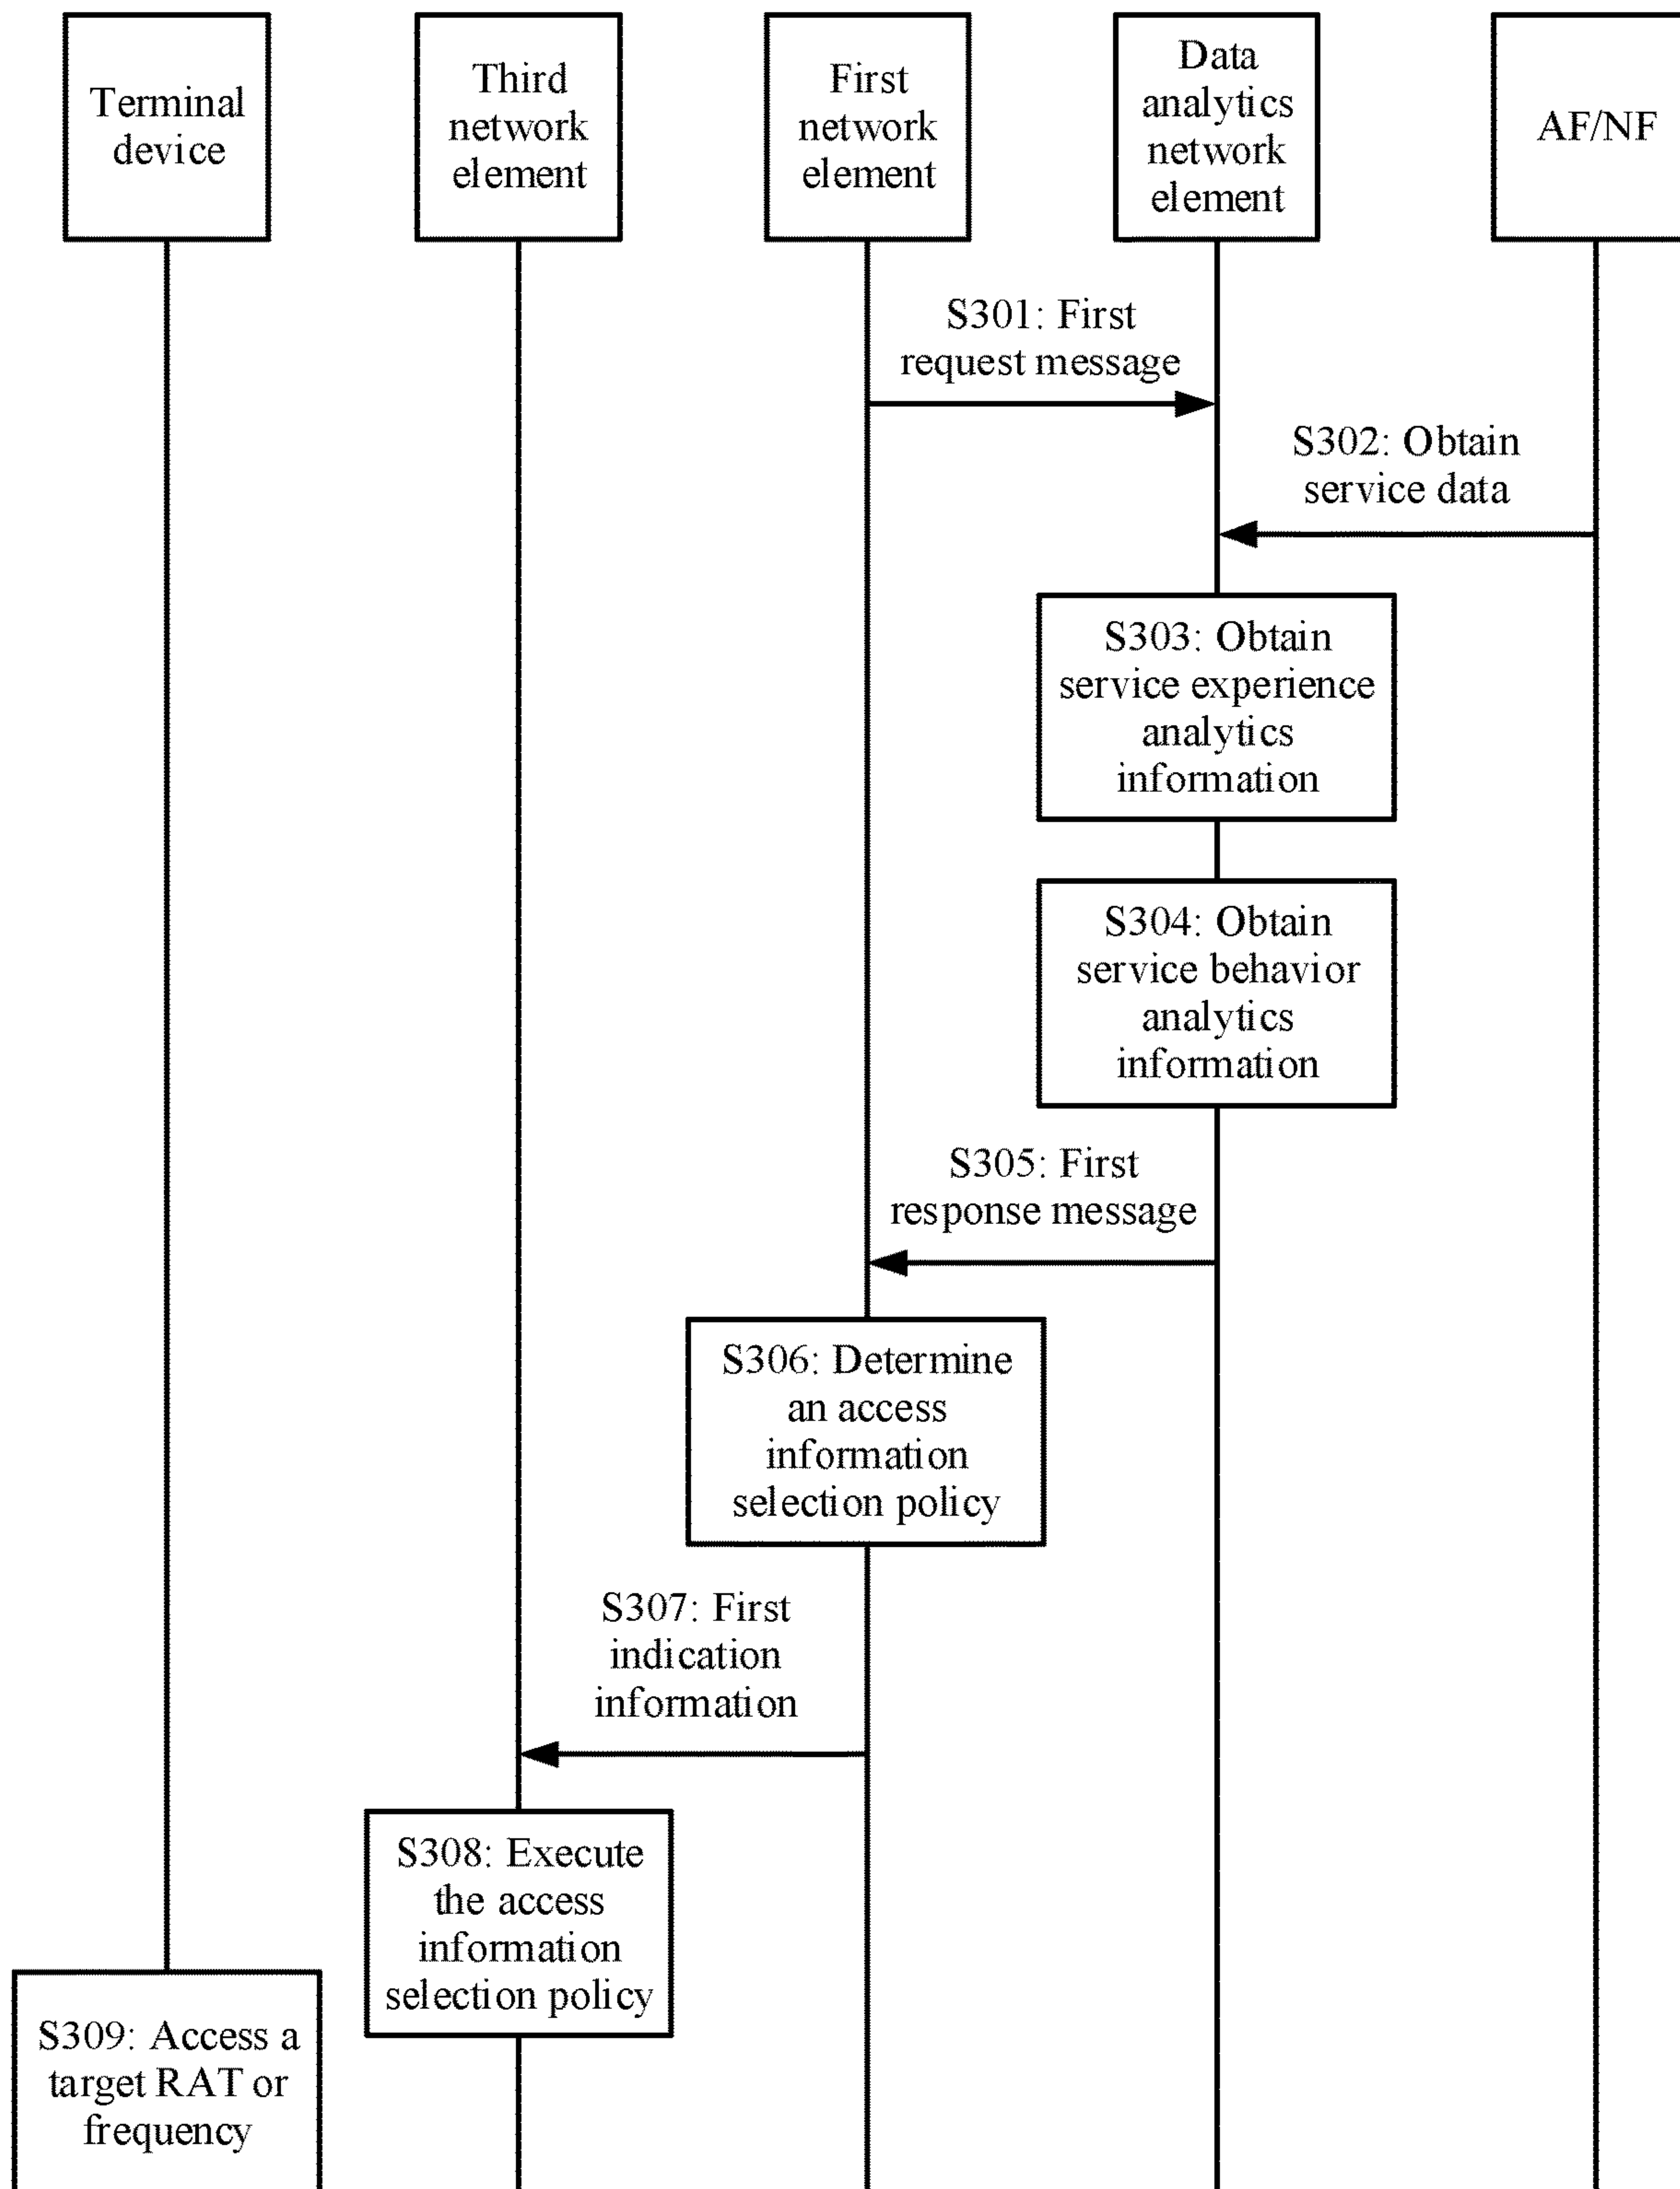 Terminal
device
Third
network
element
First
network
element
Data
analytics
network
element
AF/NF
S301: First
request message
S302: Obtain
service data
S303: Obtain
service experience
analytics
information
S304: Obtain
service behavior
analytics
information
S305: First
response message
S306: Determine
an access
information
selection policy
S307: First
indication
information
S308: Execute
the access
information
selection policy
S309: Access a
target RAT or
frequency